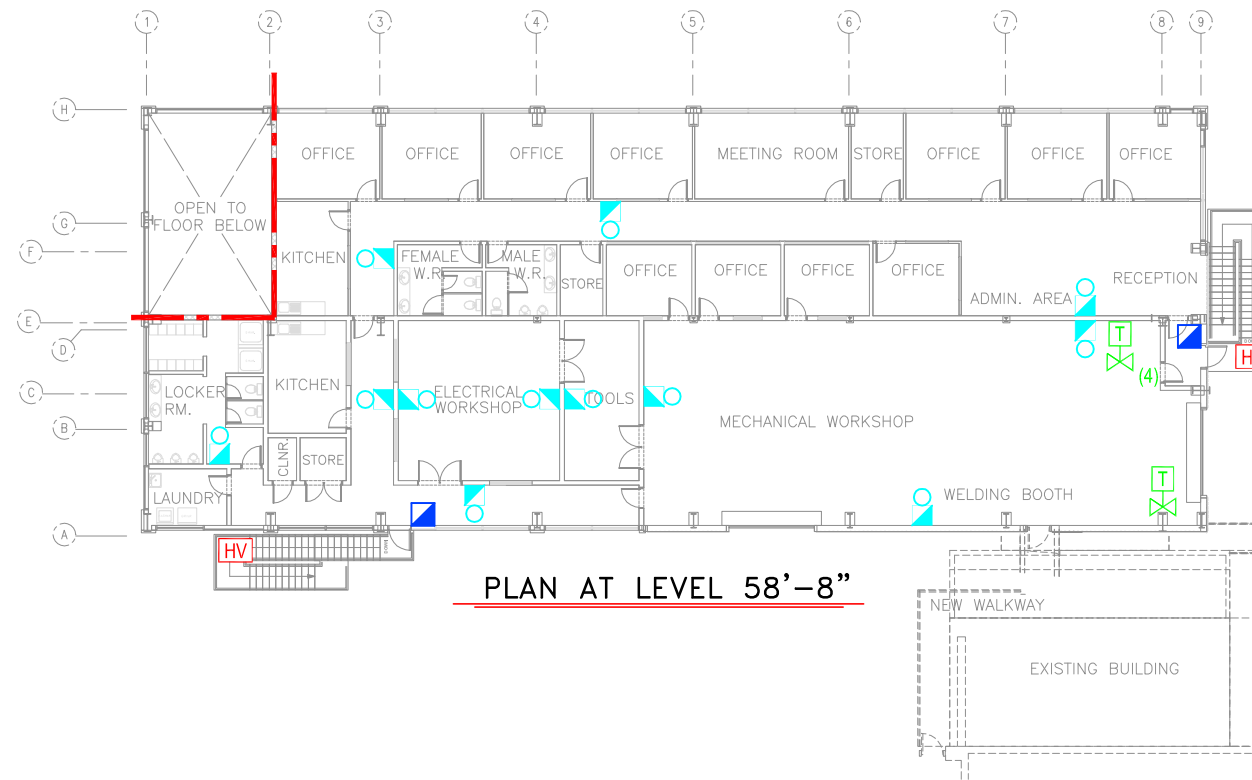 1 2 3 4 5 6 7 8 9
H
OFFICE OFFICE OFFICE OFFICE MEETING ROOM STORE OFFICE OFFICE OFFICE
OPEN TO
FLOOR BELOW
G
F
KITCHEN
FEMALE
W.R.
MALE
W.R.
STORE
OFFICE OFFICE OFFICE OFFICE
RECEPTION
ADMIN. AREA
E
D
T
(4)
H
C
LOCKER
RM.
KITCHEN
ELECTRICAL
WORKSHOP
TOOLS
MECHANICAL WORKSHOP
B
CLNR.
STORE
LAUNDRY
WELDING BOOTH
T
A
HV
DOWN
PLAN AT LEVEL 58'-8"
NEW WALKWAY
EXISTING BUILDING